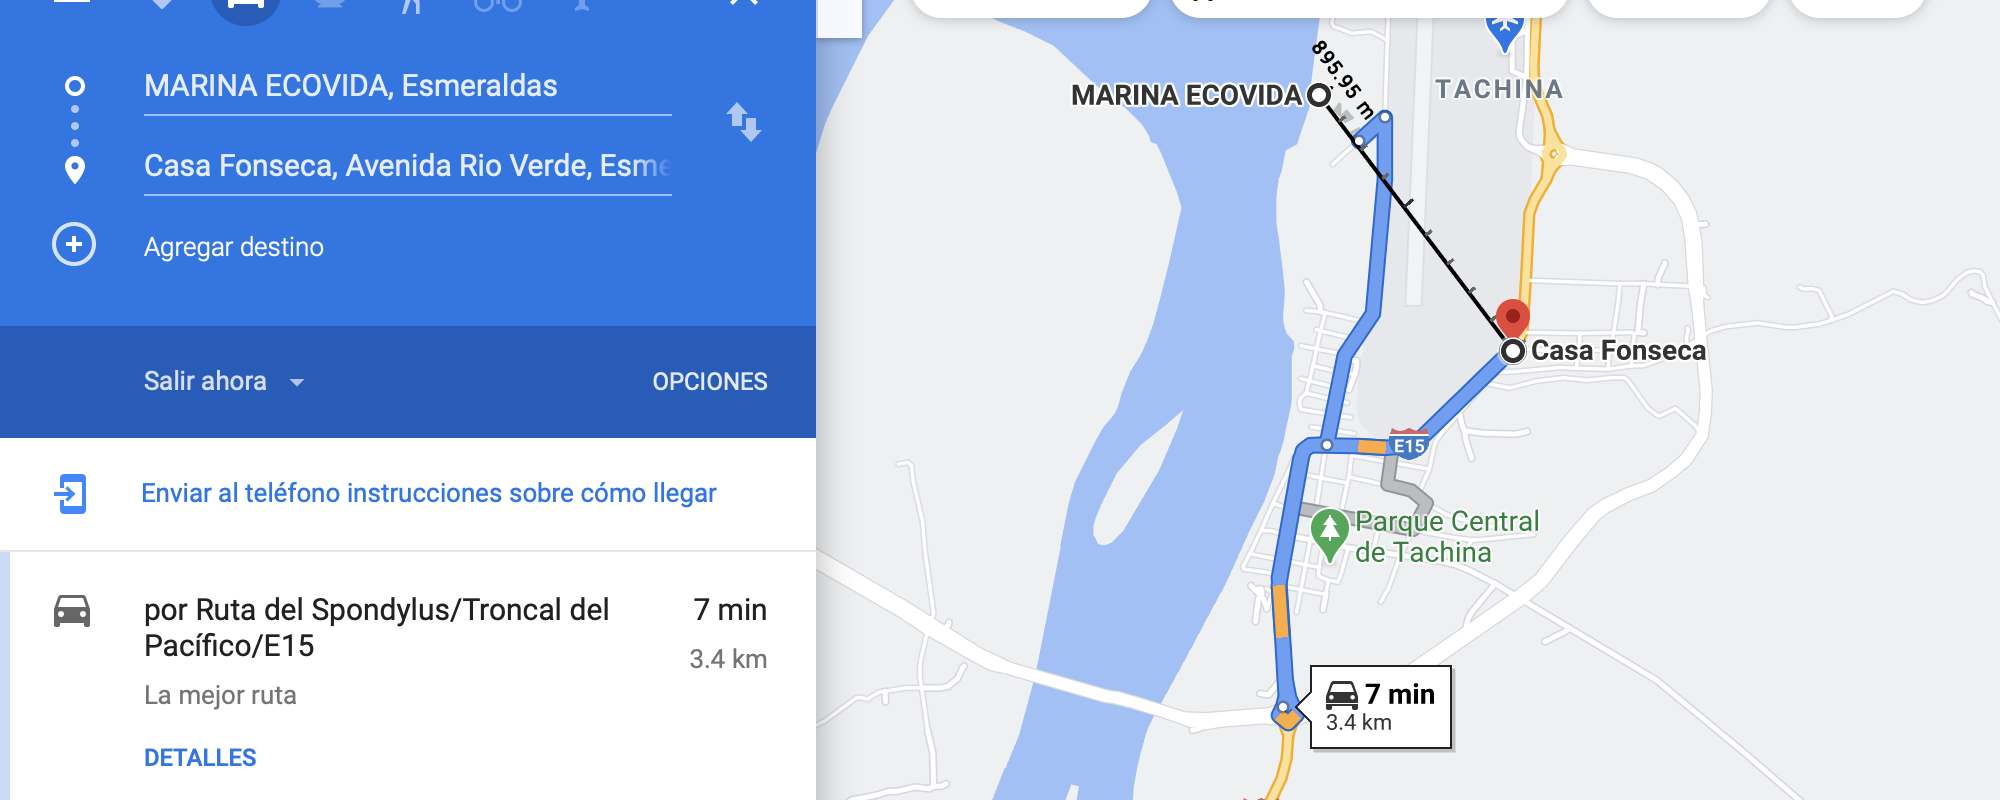 MARINA ECOVIDA, Esmeraldas
Casa Fonseca, Avenida Rio Verde, Esme
Agregar destino
Salir ahora
OPCIONES
Enviar al teléfono instrucciones sobre cómo llegar
por Ruta del Spondylus/Troncal del
Pacífico/E15
7 min
3.4 km
La mejor ruta
DETALLES
895.95 m
MARINA ECOVIDA
TACHINA
Casa Fonseca
E15
Parque Central
de Tachina
7 min
3.4 km